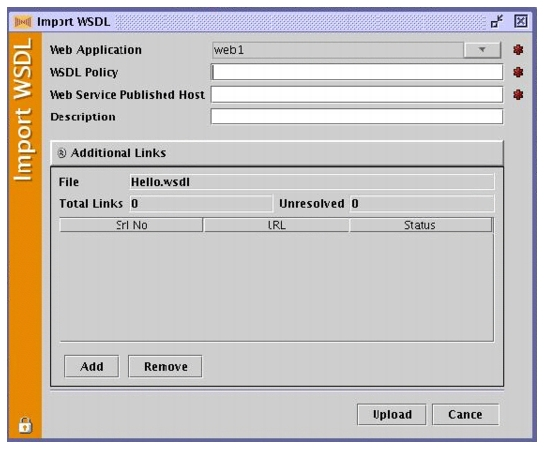 Import WSDL
Import WSDL
Web Application web1
WSDL Policy
Web Service Published Host
Description
Additional Links
File Hello.wsdl
Total Links 0 Unresolved 0
Srl No URL Status
Add Remove
Upload Cance